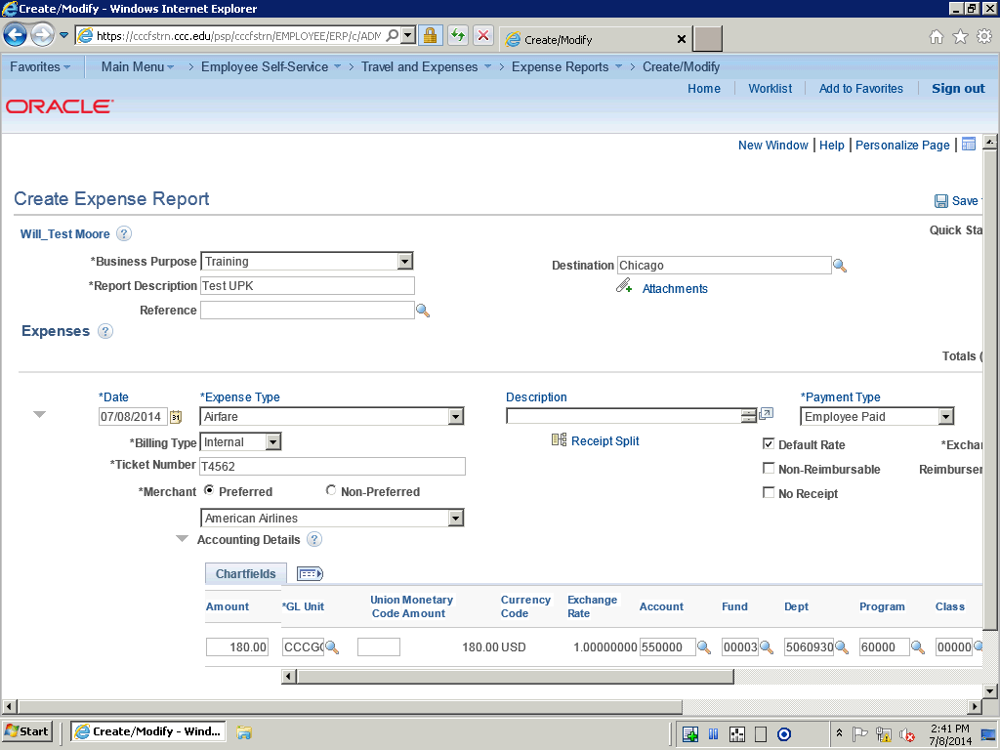 Create/Modify - Windows Internet Explorer
https://cccfstrn.ccc.edu/psp/cccfstrn/EMPLOYEE/ERP/c/ADM
Create/Modify
Favorites Main Menu > Employee Self-Service > Travel and Expenses > Expense Reports > Create/Modify
Home Worklist Add to Favorites Sign out
ORACLE
New Window Help Personalize Page
Create Expense Report
Save
Will_Test Moore ?
Quick Sta
*Business Purpose Training
Destination Chicago
*Report Description Test UPK
Attachments
Reference
Expenses ?
Totals (
*Date *Expense Type Description *Payment Type
07/08/2014 31 Airfare Employee Paid
*Billing Type Internal
Receipt Split
Default Rate *Exchan
*Ticket Number T4562
Non-Reimbursable Reimbursem
*Merchant Preferred Non-Preferred
No Receipt
American Airlines
Accounting Details ?
Chartfields
Amount *GL Unit Union Monetary Code Amount Currency Code Exchange Rate Account Fund Dept Program Class
180.00 CCCG 180.00 USD 1.00000000 550000 00003 5060930 60000 00000
Start Create/Modify - Wind...
2:41 PM
7/8/2014